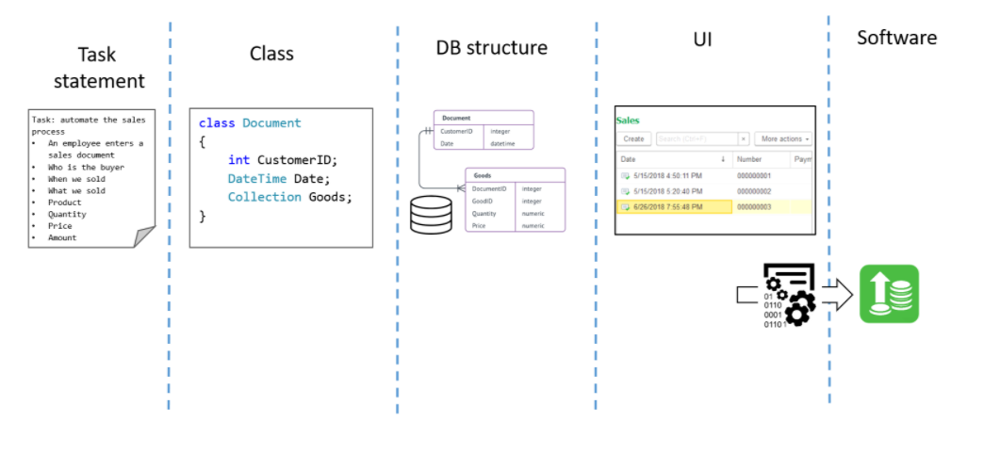 Task
statement
Task: automate the sales
process
• An employee enters a
sales document
• Who is the buyer
• When we sold
• What we sold
• Product
• Quantity
• Price
• Amount
Class
class Document
{
int CustomerID;
DateTime Date;
Collection Goods;
}
DB structure
Document
CustomerID integer
Date datetime
Goods
DocumentID integer
GoodID integer
Quantity numeric
Price numeric
UI
Sales
Create Search (Ctrl+F) × More actions
Date ↓ Number Paym
5/15/2018 4:50:11 PM 000000001
5/15/2018 5:20:40 PM 000000002
6/26/2018 7:55:48 PM 000000003
01
0110
0001
01101
Software